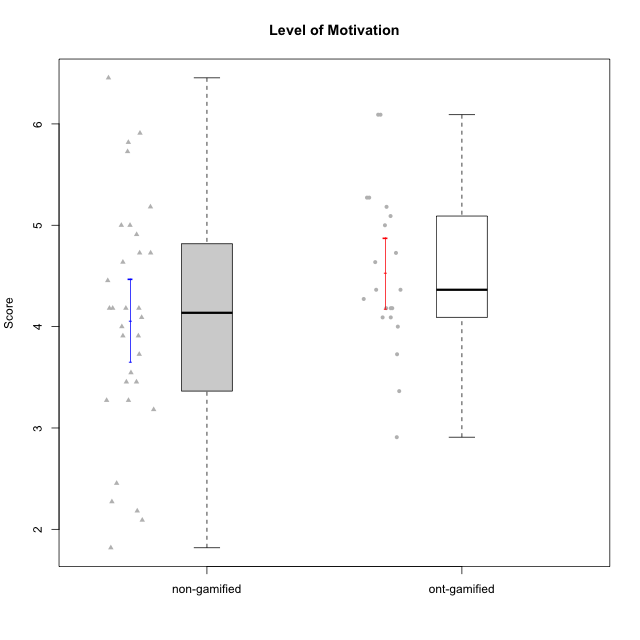 Level of Motivation
Score
6
5
4
3
2
non-gamified
ont-gamified